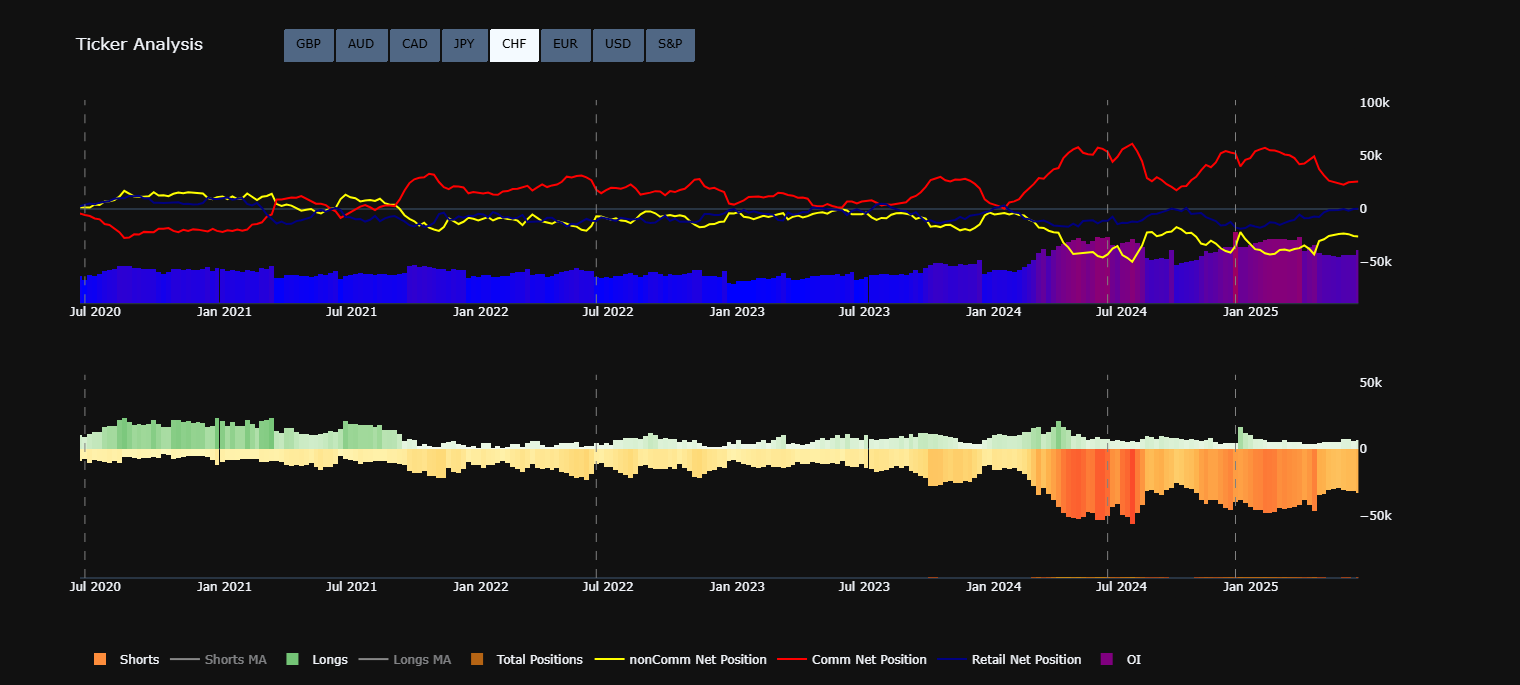 Ticker Analysis GBP AUD CAD JPY CHF EUR USD S&P
100k
50k
0
−50k
Jul 2020 Jan 2021 Jul 2021 Jan 2022 Jul 2022 Jan 2023 Jul 2023 Jan 2024 Jul 2024 Jan 2025
50k
0
−50k
Jul 2020 Jan 2021 Jul 2021 Jan 2022 Jul 2022 Jan 2023 Jul 2023 Jan 2024 Jul 2024 Jan 2025
Shorts Shorts MA Longs Longs MA Total Positions nonComm Net Position Comm Net Position Retail Net Position OI